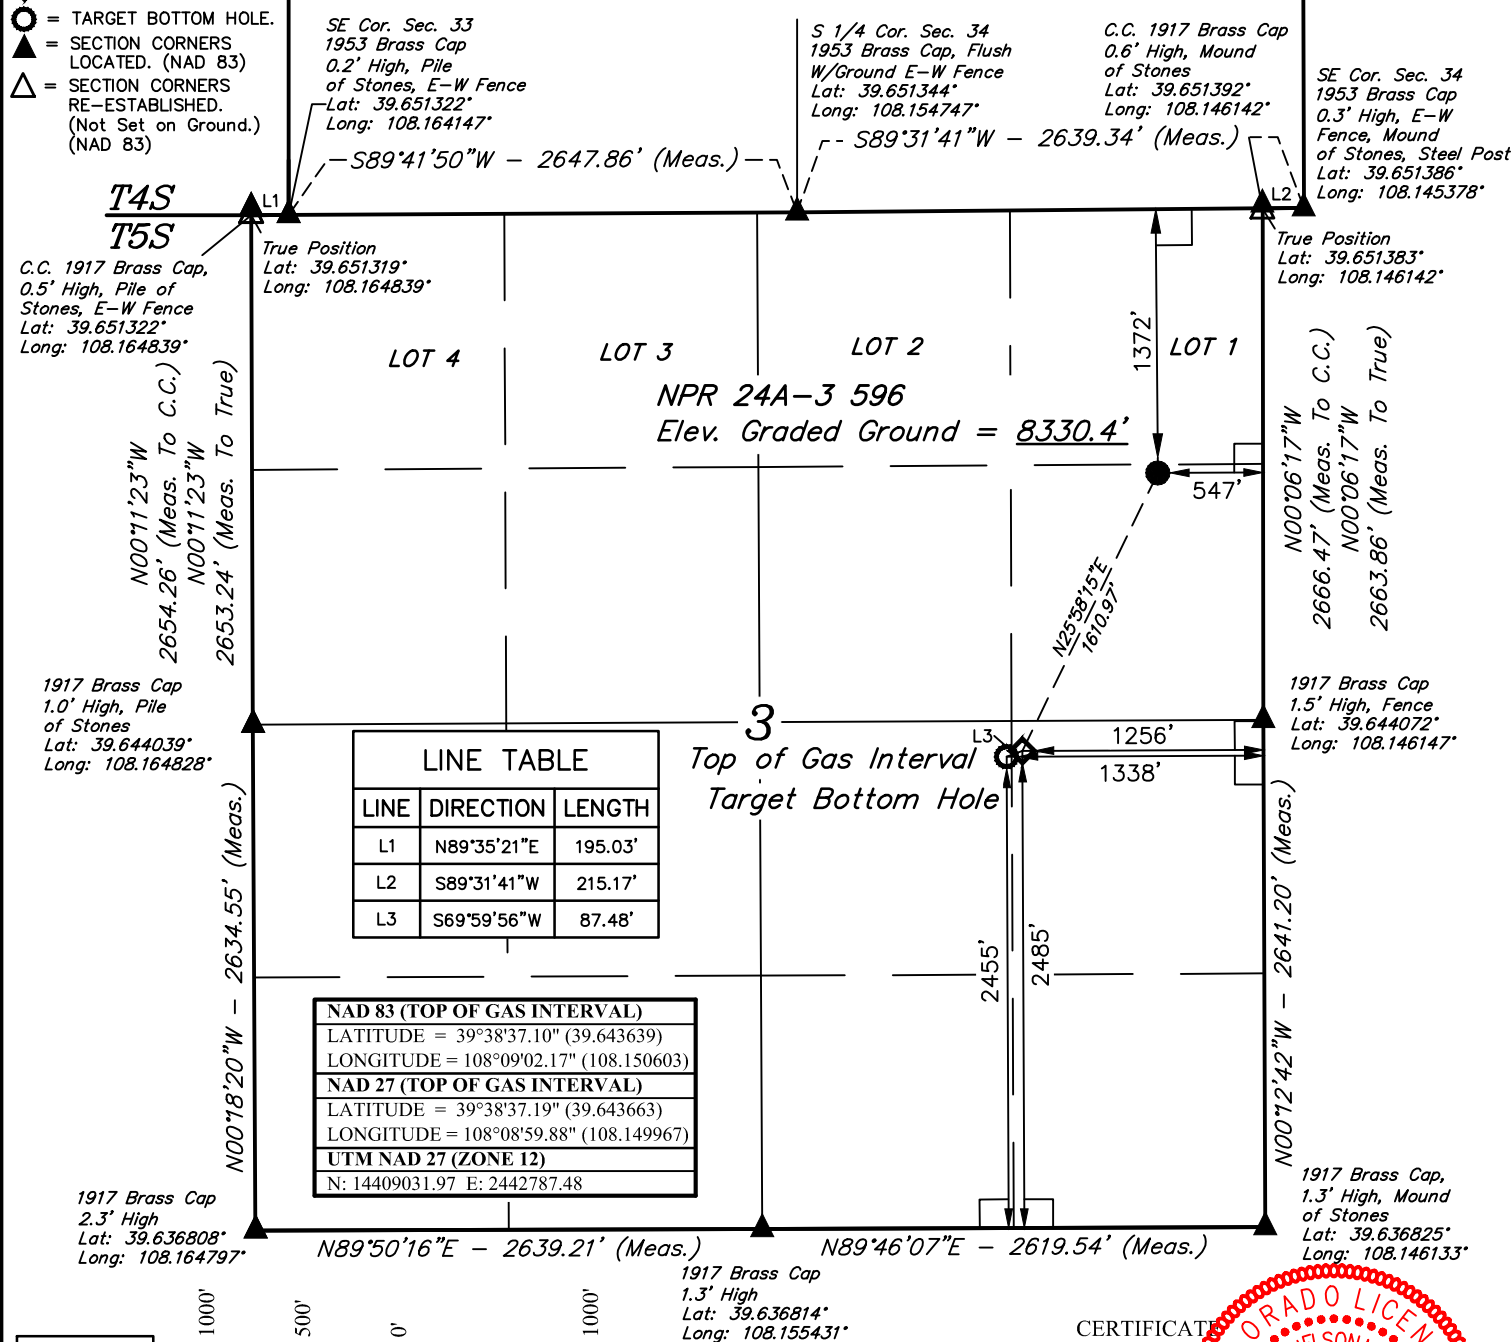 = TARGET BOTTOM HOLE.
= SECTION CORNERS
LOCATED. (NAD 83)
= SECTION CORNERS
RE-ESTABLISHED.
(Not Set on Ground.)
(NAD 83)
SE Cor. Sec. 33
1953 Brass Cap
0.2' High, Pile
of Stones, E-W Fence
Lat: 39.651322°
Long: 108.164147°
S 1/4 Cor. Sec. 34
1953 Brass Cap, Flush
W/Ground E-W Fence
Lat: 39.651344°
Long: 108.154747°
C.C. 1917 Brass Cap
0.6' High, Mound
of Stones
Lat: 39.651392°
Long: 108.146142°
SE Cor. Sec. 34
1953 Brass Cap
0.3' High, E-W
Fence, Mound
of Stones, Steel Post
Lat: 39.651386°
Long: 108.145378°
S89°41'50"W - 2647.86' (Meas.)
S89°31'41"W - 2639.34' (Meas.)
T4S
T5S
L1
L2
True Position
Lat: 39.651319°
Long: 108.164839°
True Position
Lat: 39.651383°
Long: 108.146142°
C.C. 1917 Brass Cap,
0.5' High, Pile of
Stones, E-W Fence
Lat: 39.651322°
Long: 108.164839°
LOT 4
LOT 3
LOT 2
LOT 1
1372'
NPR 24A-3 596
Elev. Graded Ground = 8330.4'
547'
N00°11'23"W
2654.26' (Meas. To C.C.)
N00°11'23"W
2653.24' (Meas. To True)
N00°06'17"W
2666.47' (Meas. To C.C.)
N00°06'17"W
2663.86' (Meas. To True)
N25°58'15"E
1610.97'
1917 Brass Cap
1.0' High, Pile
of Stones
Lat: 39.644039°
Long: 108.164828°
1917 Brass Cap
1.5' High, Fence
Lat: 39.644072°
Long: 108.146147°
3
L3
Top of Gas Interval
Target Bottom Hole
1256'
1338'
LINE TABLE
LINE DIRECTION LENGTH
L1 N89°35'21"E 195.03'
L2 S89°31'41"W 215.17'
L3 S69°59'56"W 87.48'
2455'
2485'
N00°18'20"W - 2634.55' (Meas.)
N00°12'42"W - 2641.20' (Meas.)
NAD 83 (TOP OF GAS INTERVAL)
LATITUDE = 39°38'37.10" (39.643639)
LONGITUDE = 108°09'02.17" (108.150603)
NAD 27 (TOP OF GAS INTERVAL)
LATITUDE = 39°38'37.19" (39.643663)
LONGITUDE = 108°08'59.88" (108.149967)
UTM NAD 27 (ZONE 12)
N: 14409031.97 E: 2442787.48
1917 Brass Cap
2.3' High
Lat: 39.636808°
Long: 108.164797°
N89°50'16"E - 2639.21' (Meas.)
N89°46'07"E - 2619.54' (Meas.)
1917 Brass Cap,
1.3' High, Mound
of Stones
Lat: 39.636825°
Long: 108.146133°
1917 Brass Cap
1.3' High
Lat: 39.636814°
Long: 108.155431°
1000'
500'
0'
1000'
CERTIFICATE
ORADO LICEN